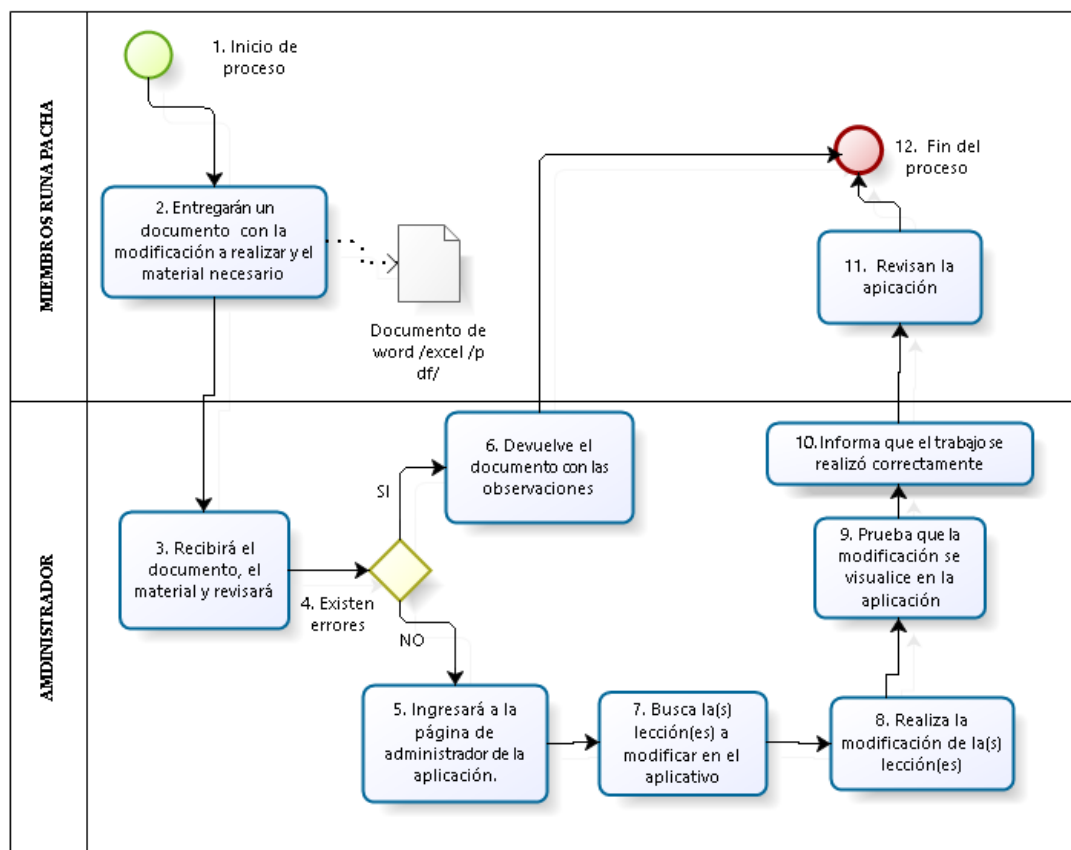 MIEMBROS RUNA PACHA
1. Inicio de
proceso
2. Entregarán un
documento con la
modificación a realizar y el
material necesario
Documento de
word /excel /p
df/
12. Fin del
proceso
11. Revisan la
apicación
AMDINISTRADOR
3. Recibirá el
documento, el
material y revisará
4. Existen
errores
SI
NO
6. Devuelve el
documento con las
observaciones
5. Ingresará a la
página de
administrador de la
aplicación.
7. Busca la(s)
lección(es) a
modificar en el
aplicativo
8. Realiza la
modificación de la(s)
lección(es)
9. Prueba que la
modificación se
visualice en la
aplicación
10.Informa que el trabajo se
realizó correctamente